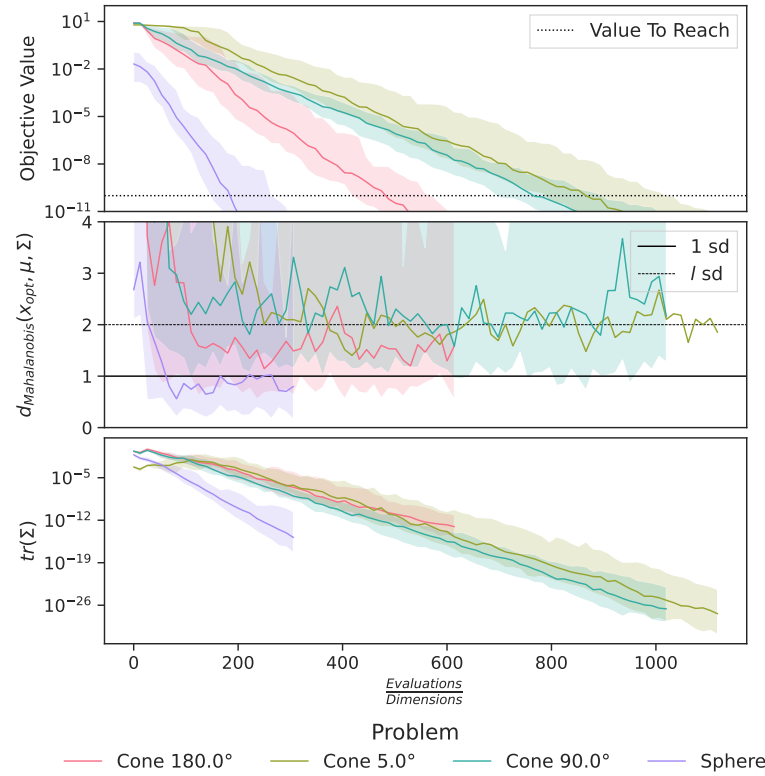 Objective Value
10^1
10^−2
10^−5
10^−8
10^−11
Value To Reach
d_Mahalanobis(x_opt, μ, Σ)
4
3
2
1
0
1 sd
l sd
tr(Σ)
10^−5
10^−12
10^−19
10^−26
0 200 400 600 800 1000
Evaluations
Dimensions
Problem
Cone 180.0° Cone 5.0° Cone 90.0° Sphere